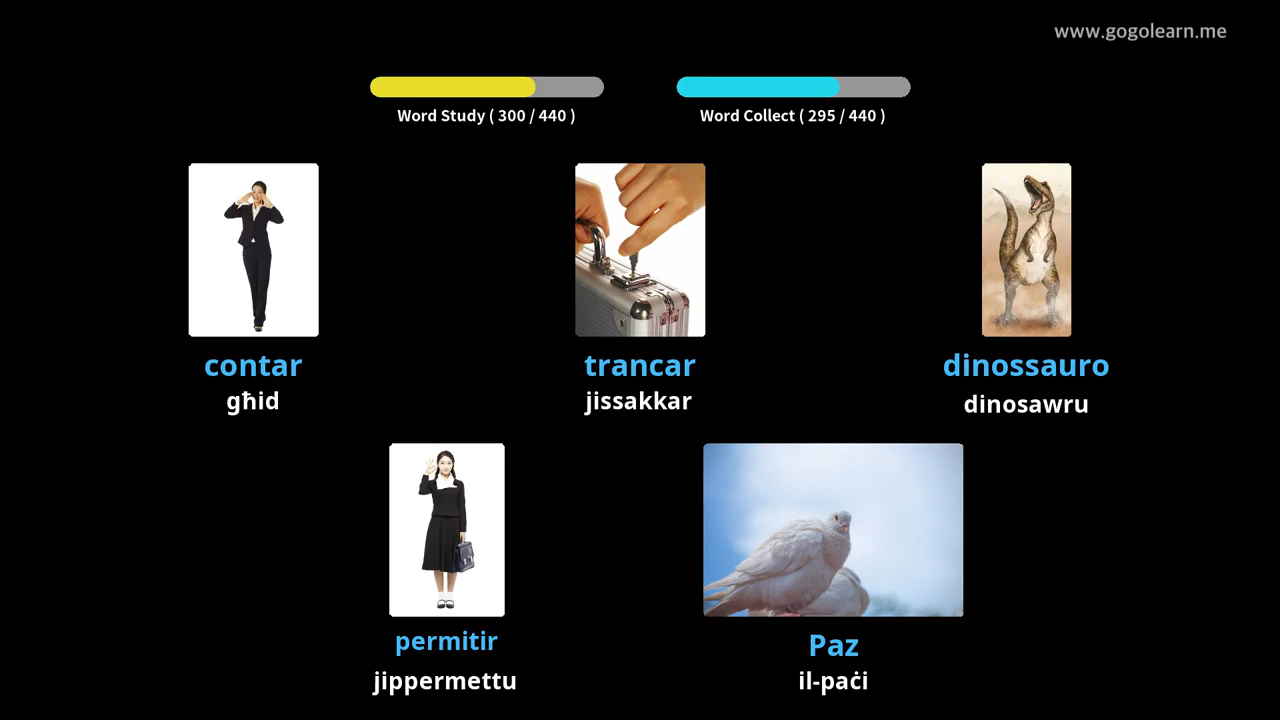 www.gogolearn.me
Word Study ( 300 / 440 )
Word Collect ( 295 / 440 )
contar
għid
trancar
jissakkar
dinossauro
dinosawru
permitir
jippermettu
Paz
il-paċi